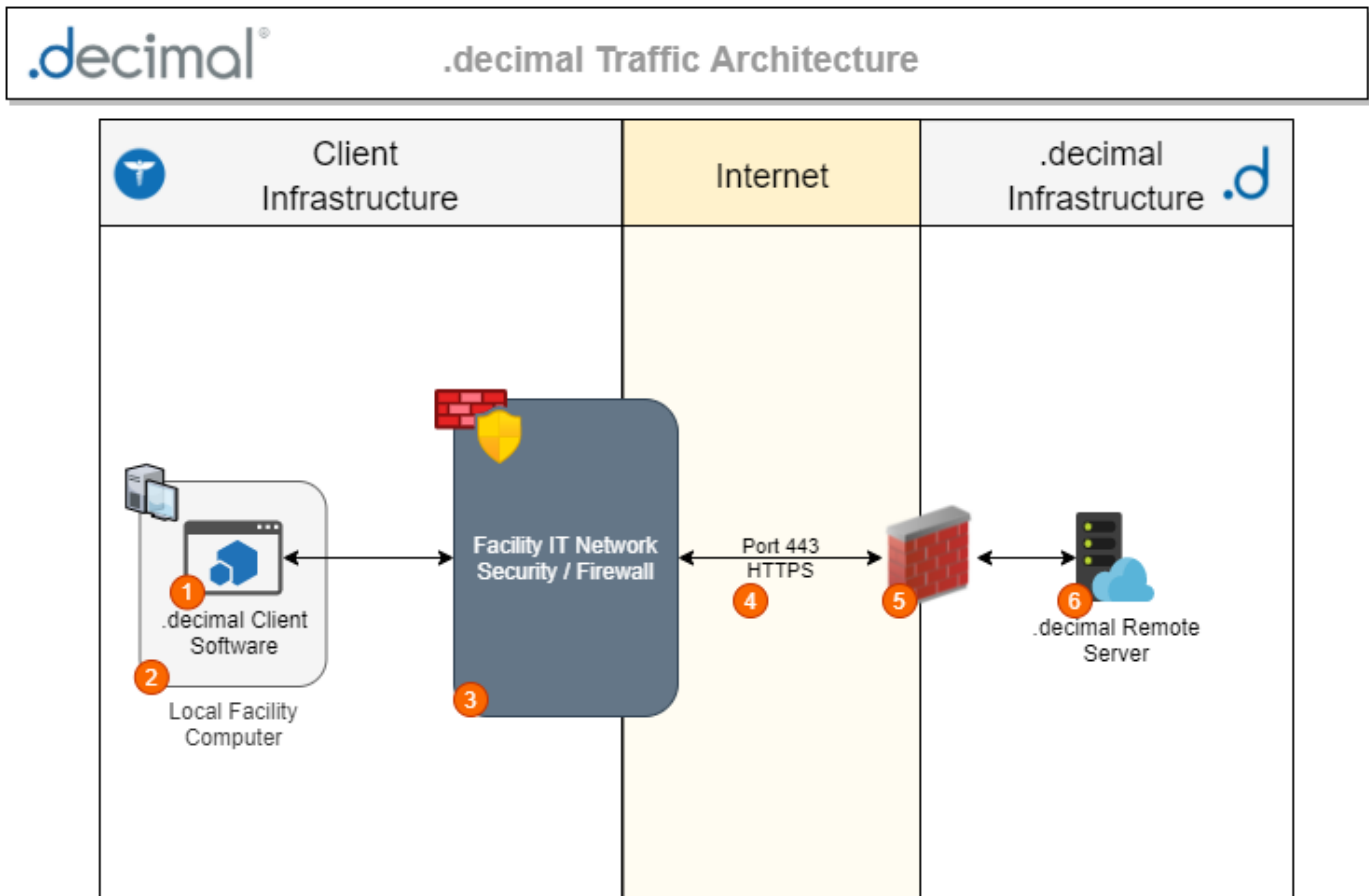 .decimal®
.decimal Traffic Architecture
Client
Infrastructure
Internet
.decimal
Infrastructure
.d
Facility IT Network
Security / Firewall
Port 443
HTTPS
1
4
5
6
.decimal Client
Software
.decimal Remote
Server
2
3
Local Facility
Computer